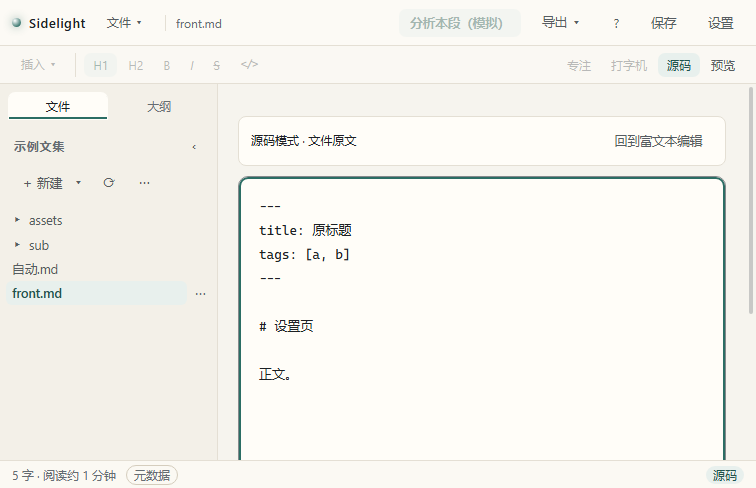 Sidelight 文件 front.md 分析本段（模拟） 导出 ? 保存 设置
插入 H1 H2 B I S </> 专注 打字机 源码 预览
文件 大纲
示例文集 ‹
+ 新建 ···
assets
sub
自动.md
front.md ···
源码模式 · 文件原文 回到富文本编辑
---
title: 原标题
tags: [a, b]
---
# 设置页
正文。
5 字 · 阅读约 1 分钟 元数据 源码